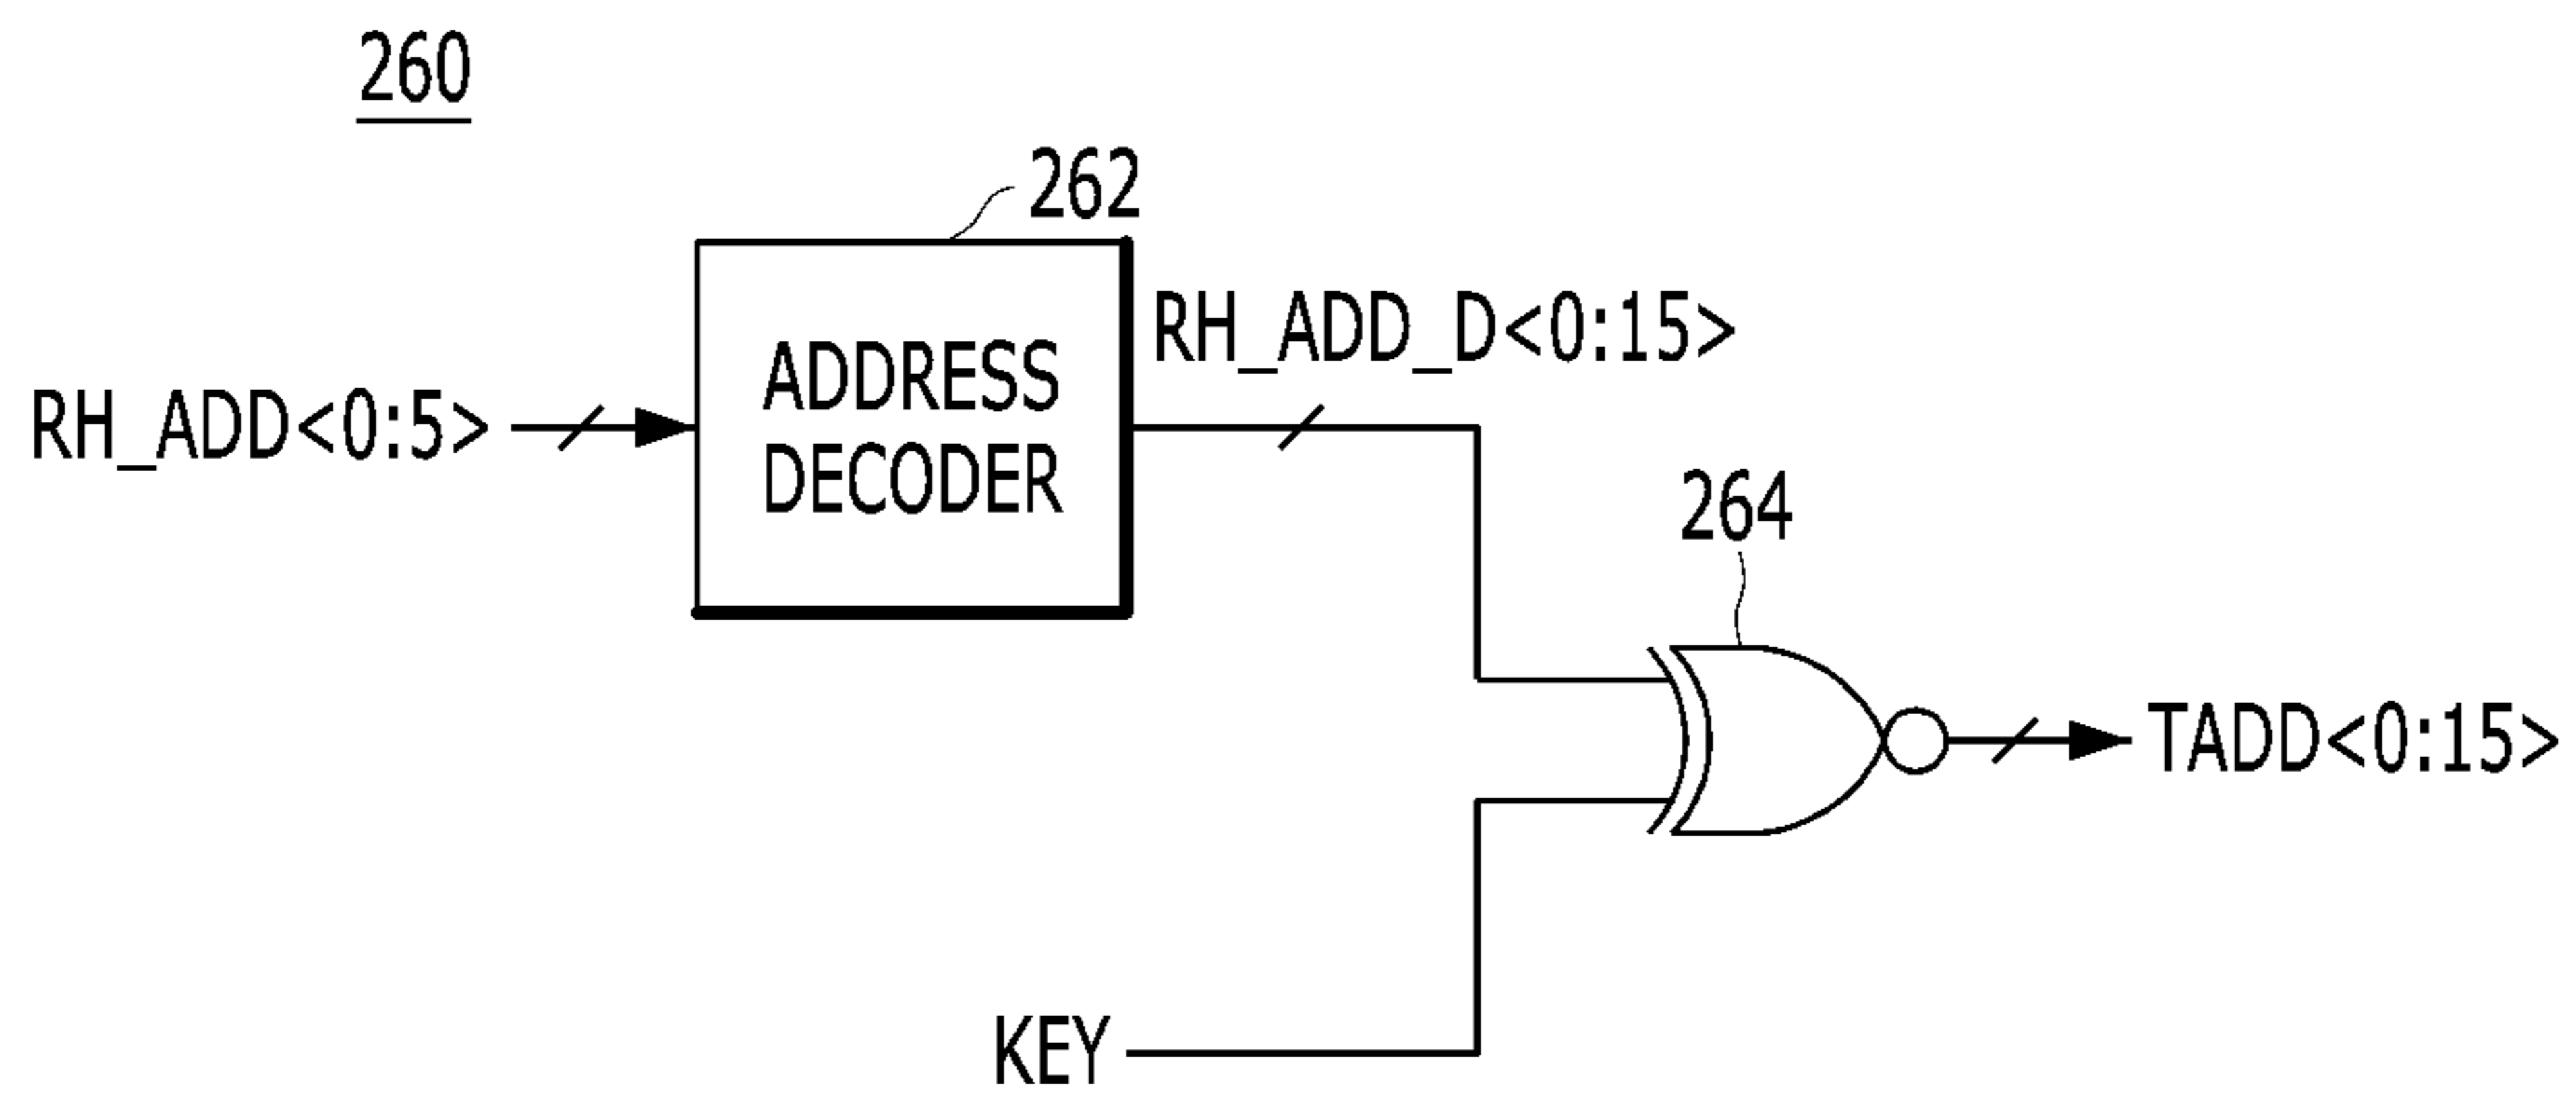 260
262
RH_ADD_D<0:15>
ADDRESS
RH_ADD<0:5>
DECODER
264
TADD<0:15>
KEY